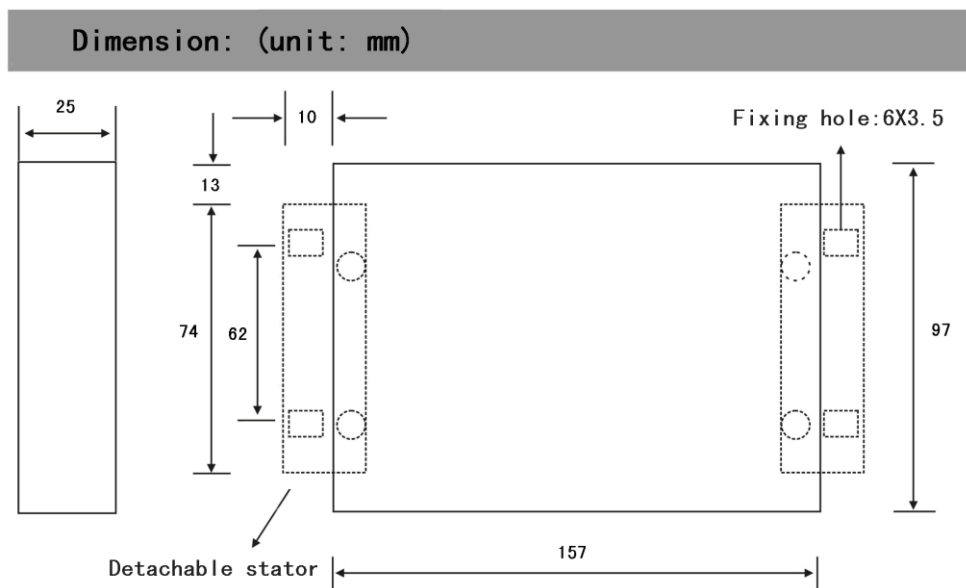 Dimension: (unit: mm)
25
10
Fixing hole:6X3.5
13
74
62
97
157
Detachable stator